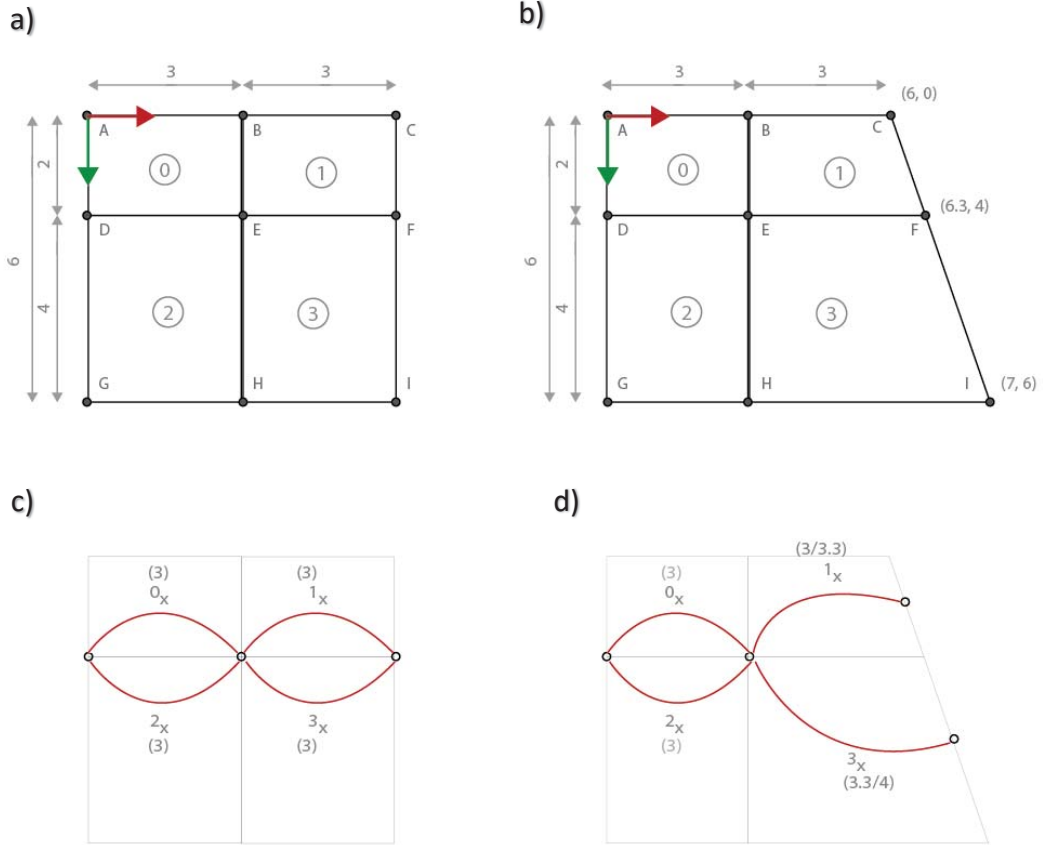 a)
3
3
A
B
C
0
1
2
D
E
F
6
4
2
3
G
H
I
b)
3
3
(6, 0)
A
B
C
0
1
2
(6.3, 4)
D
E
F
6
4
2
3
G
H
I
(7, 6)
c)
(3)
0x
(3)
1x
2x
(3)
3x
(3)
d)
(3)
0x
(3/3.3)
1x
2x
(3)
3x
(3.3/4)